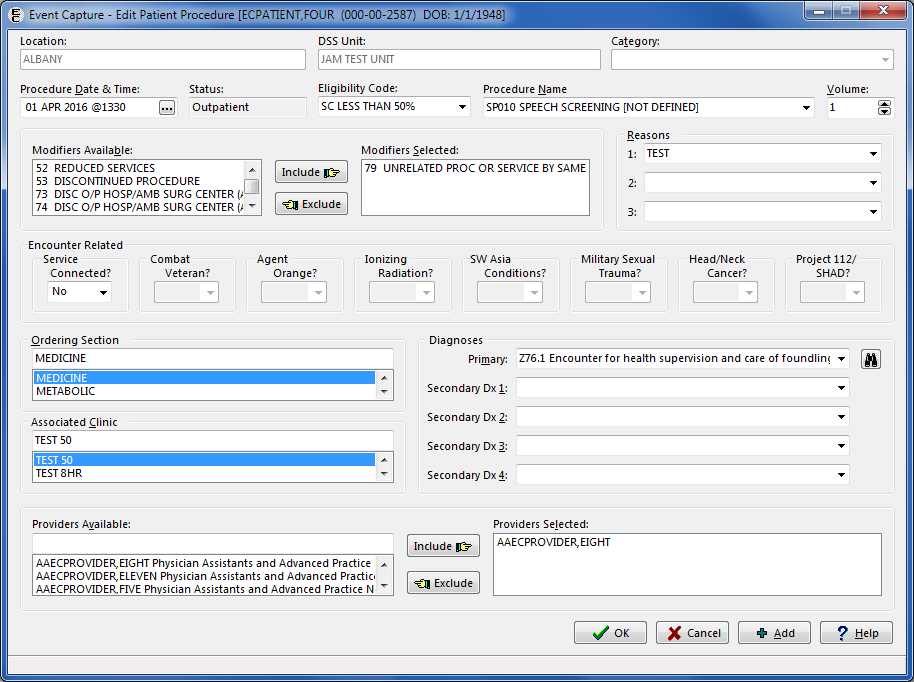 Event Capture - Edit Patient Procedure [ECPATIENT,FOUR (000-00-2587) DOB: 1/1/1948]
Location: DSS Unit: Category:
ALBANY JAM TEST UNIT
Procedure Date & Time: Status: Eligibility Code: Procedure Name Volume:
01 APR 2016 @1330 ... Outpatient SC LESS THAN 50% SP010 SPEECH SCREENING [NOT DEFINED] 1
Modifiers Available:
52 REDUCED SERVICES
53 DISCONTINUED PROCEDURE
73 DISC O/P HOSP/AMB SURG CENTER (
74 DISC O/P HOSP/AMB SURG CENTER (
Include
Exclude
Modifiers Selected:
79 UNRELATED PROC OR SERVICE BY SAME
Reasons
1: TEST
2:
3:
Encounter Related
Service Connected?
No
Combat Veteran?
Agent Orange?
Ionizing Radiation?
SW Asia Conditions?
Military Sexual Trauma?
Head/Neck Cancer?
Project 112/ SHAD?
Ordering Section
MEDICINE
MEDICINE
METABOLIC
Associated Clinic
TEST 50
TEST 50
TEST 8HR
Diagnoses
Primary: Z76.1 Encounter for health supervision and care of foundling
Secondary Dx 1:
Secondary Dx 2:
Secondary Dx 3:
Secondary Dx 4:
Providers Available:
AAECPROVIDER,EIGHT Physician Assistants and Advanced Practice
AAECPROVIDER,ELEVEN Physician Assistants and Advanced Practice
AAECPROVIDER,FIVE Physician Assistants and Advanced Practice N
Include
Exclude
Providers Selected:
AAECPROVIDER,EIGHT
OK Cancel Add Help